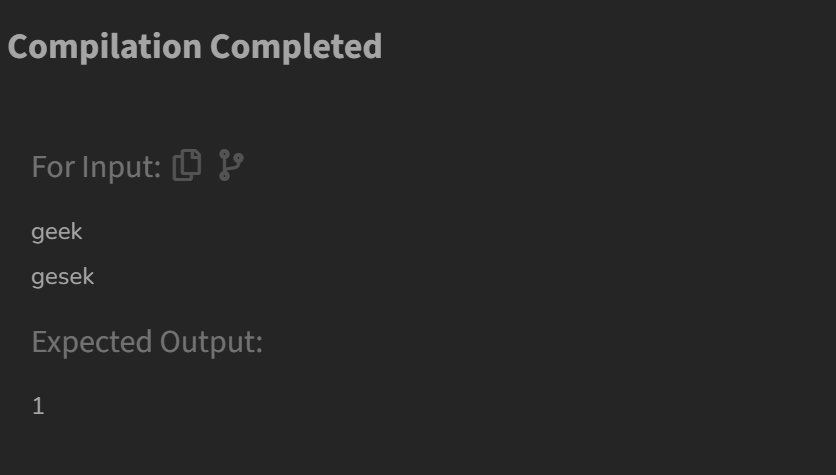 Compilation Completed
For Input:
geek
gesek
Expected Output:
1